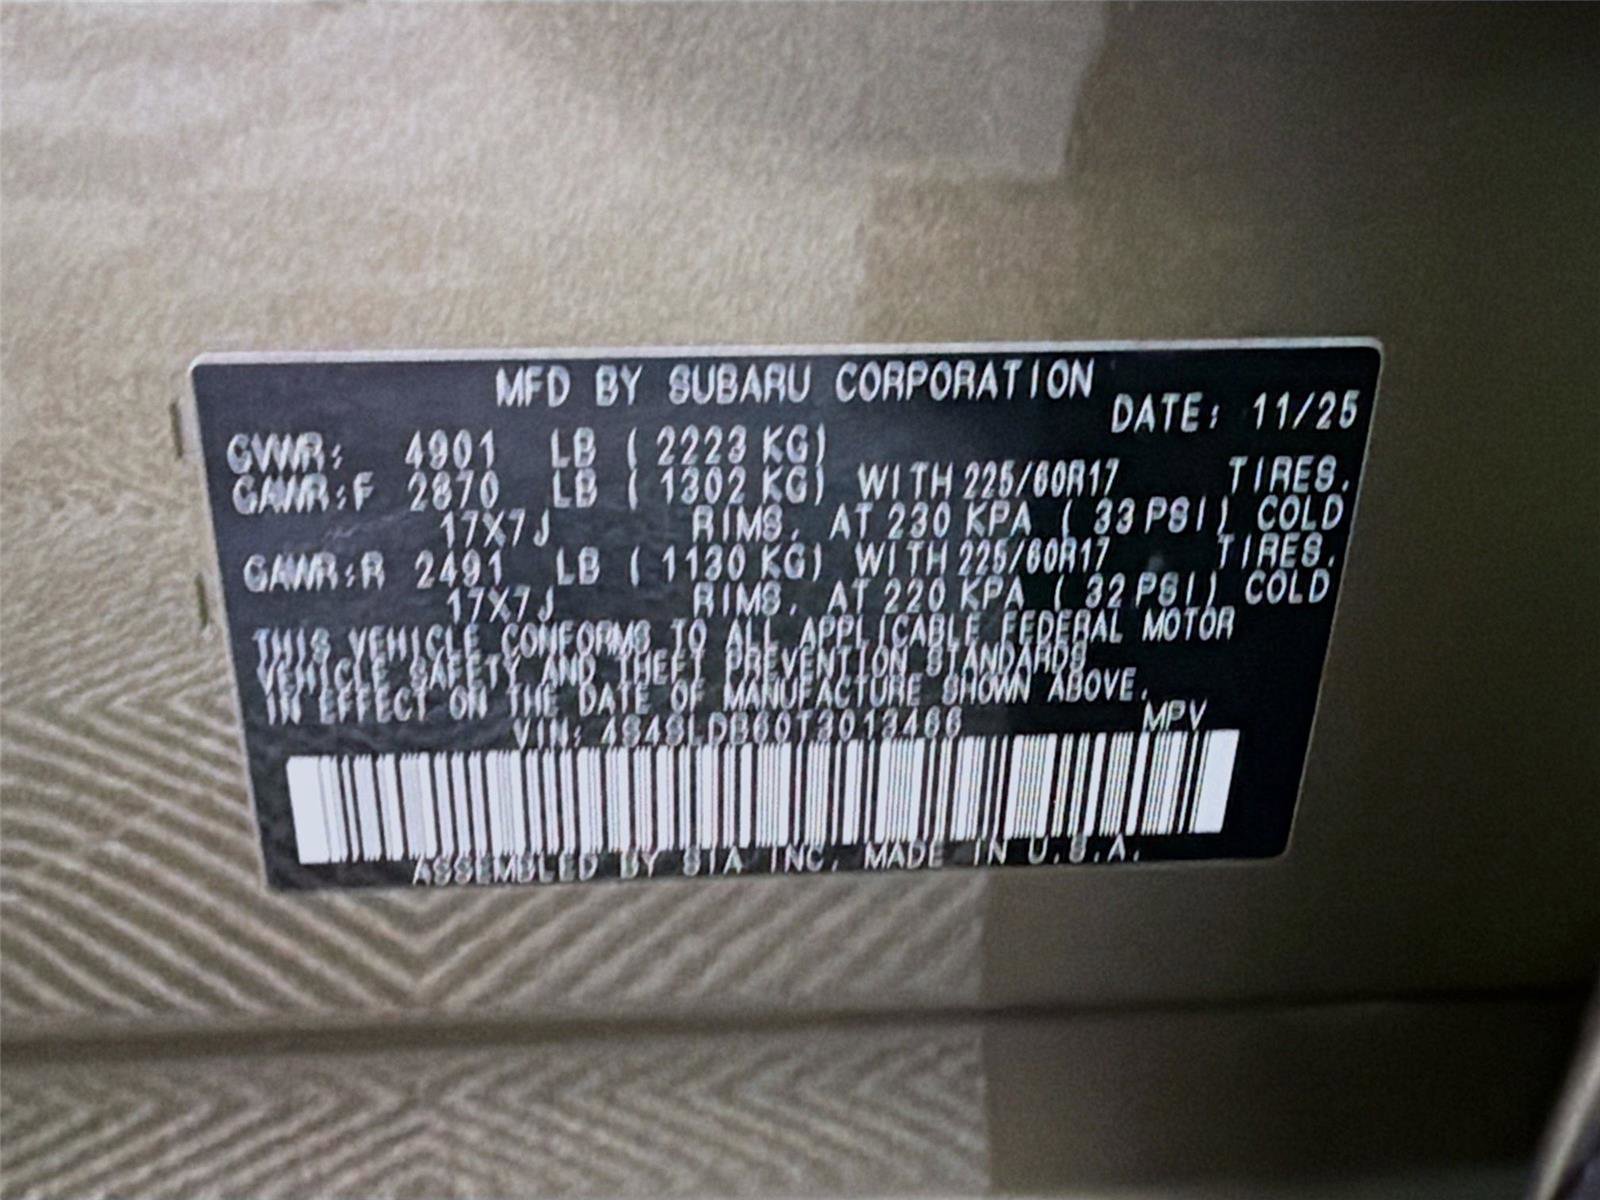 MFD BY SUBARU CORPORATION
DATE: 11/25
GVWR: 4901 LB ( 2223 KG)
GAWR:F 2870 LB ( 1302 KG) WITH 225/60R17 TIRES,
17X7J RIMS, AT 230 KPA ( 33 PSI) COLD
GAWR:R 2491 LB ( 1130 KG) WITH 225/60R17 TIRES,
17X7J RIMS, AT 220 KPA ( 32 PSI) COLD
THIS VEHICLE CONFORMS TO ALL APPLICABLE FEDERAL MOTOR
VEHICLE SAFETY AND THEFT PREVENTION STANDARDS
IN EFFECT ON THE DATE OF MANUFACTURE SHOWN ABOVE.
VIN: 4S4SLDB60T3013466 MPV
ASSEMBLED BY SIA INC, MADE IN U.S.A.